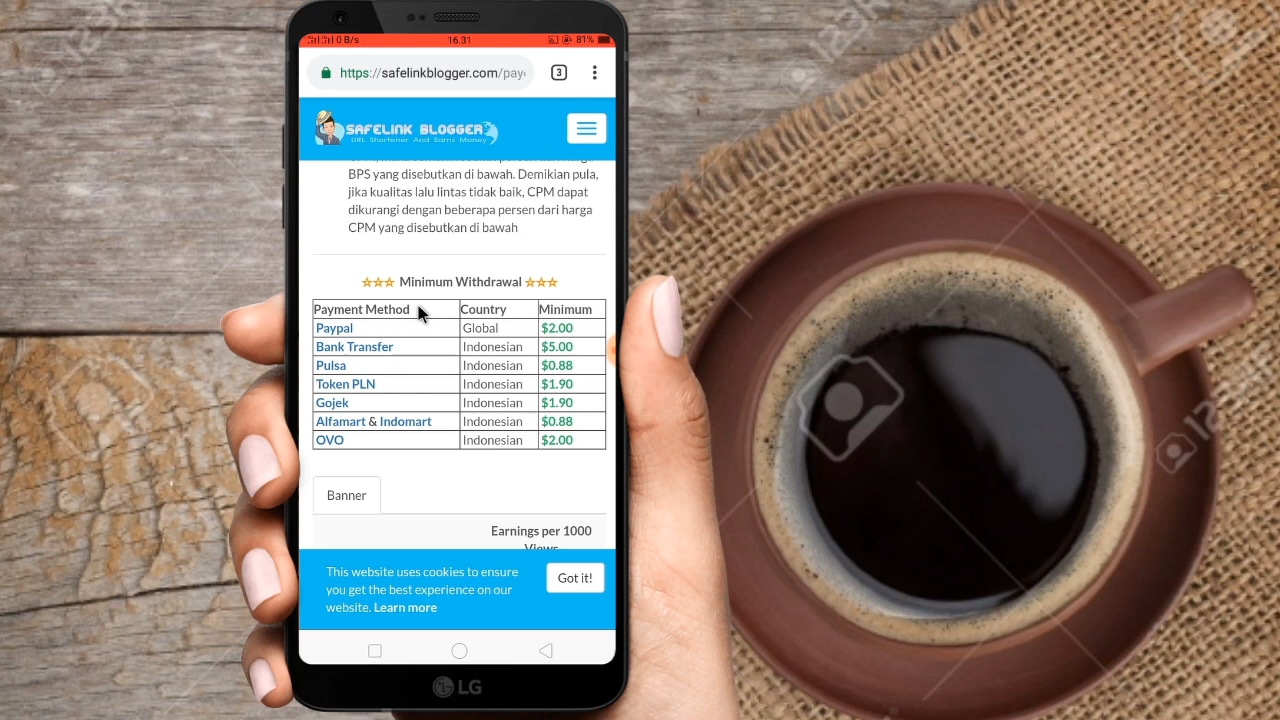 0 B/s 16.31 81%
https://safelinkblogger.com/pay
3
SAFELINK BLOGGER
URL Shortener And Earns Money
BPS yang disebutkan di bawah. Demikian pula,
jika kualitas lalu lintas tidak baik, CPM dapat
dikurangi dengan beberapa persen dari harga
CPM yang disebutkan di bawah
☆☆☆ Minimum Withdrawal ☆☆☆
Payment Method Country Minimum
Paypal Global $2.00
Bank Transfer Indonesian $5.00
Pulsa Indonesian $0.88
Token PLN Indonesian $1.90
Gojek Indonesian $1.90
Alfamart & Indomart Indonesian $0.88
OVO Indonesian $2.00
Banner
Earnings per 1000
Views
This website uses cookies to ensure
you get the best experience on our
website. Learn more
Got it!
LG